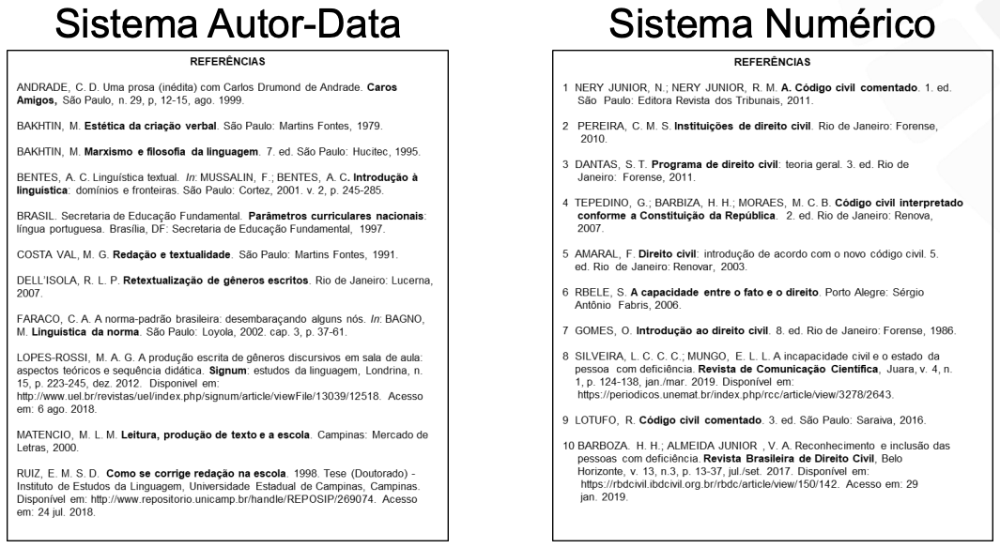 Sistema Autor-Data
REFERÊNCIAS
ANDRADE, C. D. Uma prosa (inédita) com Carlos Drumond de Andrade. Caros
Amigos, São Paulo, n. 29, p, 12-15, ago. 1999.
BAKHTIN, M. Estética da criação verbal. São Paulo: Martins Fontes, 1979.
BAKHTIN, M. Marxismo e filosofia da linguagem. 7. ed. São Paulo: Hucitec, 1995.
BENTES, A. C. Linguística textual. In: MUSSALIN, F.; BENTES, A. C. Introdução à
linguística: domínios e fronteiras. São Paulo: Cortez, 2001. v. 2, p. 245-285.
BRASIL. Secretaria de Educação Fundamental. Parâmetros curriculares nacionais:
língua portuguesa. Brasília, DF: Secretaria de Educação Fundamental, 1997.
COSTA VAL, M. G. Redação e textualidade. São Paulo: Martins Fontes, 1991.
DELL'ISOLA, R. L. P. Retextualização de gêneros escritos. Rio de Janeiro: Lucerna,
2007.
FARACO, C. A. A norma-padrão brasileira: desembaraçando alguns nós. In: BAGNO,
M. Linguística da norma. São Paulo: Loyola, 2002. cap. 3, p. 37-61.
LOPES-ROSSI, M. A. G. A produção escrita de gêneros discursivos em sala de aula:
aspectos teóricos e sequência didática. Signum: estudos da linguagem, Londrina, n.
15, p. 223-245, dez. 2012. Disponivel em:
http://www.uel.br/revistas/uel/index.php/signum/article/viewFile/13039/12518. Acesso
em: 6 ago. 2018.
MATENCIO, M. L. M. Leitura, produção de texto e a escola. Campinas: Mercado de
Letras, 2000.
RUIZ, E. M. S. D. Como se corrige redação na escola. 1998. Tese (Doutorado) -
Instituto de Estudos da Linguagem, Universidade Estadual de Campinas, Campinas.
Disponível em: http://www.repositorio.unicamp.br/handle/REPOSIP/269074. Acesso
em: 24 jul. 2018.
Sistema Numérico
REFERÊNCIAS
1 NERY JUNIOR, N.; NERY JUNIOR, R. M. A. Código civil comentado. 1. ed.
São Paulo: Editora Revista dos Tribunais, 2011.
2 PEREIRA, C. M. S. Instituições de direito civil. Rio de Janeiro: Forense,
2010.
3 DANTAS, S. T. Programa de direito civil: teoria geral. 3. ed. Rio de
Janeiro: Forense, 2011.
4 TEPEDINO, G.; BARBIZA, H. H.; MORAES, M. C. B. Código civil interpretado
conforme a Constituição da República. 2. ed. Rio de Janeiro: Renova,
2007.
5 AMARAL, F. Direito civil: introdução de acordo com o novo código civil. 5.
ed. Rio de Janeiro: Renovar, 2003.
6 RBELE, S. A capacidade entre o fato e o direito. Porto Alegre: Sérgio
Antônio Fabris, 2006.
7 GOMES, O. Introdução ao direito civil. 8. ed. Rio de Janeiro: Forense, 1986.
8 SILVEIRA, L. C. C. C.; MUNGO, E. L. L. A incapacidade civil e o estado da
pessoa com deficiência. Revista de Comunicação Científica, Juara, v. 4, n.
1, p. 124-138, jan./mar. 2019. Disponível em:
https://periodicos.unemat.br/index.php/rcc/article/view/3278/2643.
9 LOTUFO, R. Código civil comentado. 3. ed. São Paulo: Saraiva, 2016.
10 BARBOZA. H. H.; ALMEIDA JUNIOR , V. A. Reconhecimento e inclusão das
pessoas com deficiência. Revista Brasileira de Direito Civil, Belo
Horizonte, v. 13, n.3, p. 13-37, jul./set. 2017. Disponível em:
https://rbdcivil.ibdcivil.org.br/rbdc/article/view/150/142. Acesso em: 29
jan. 2019.